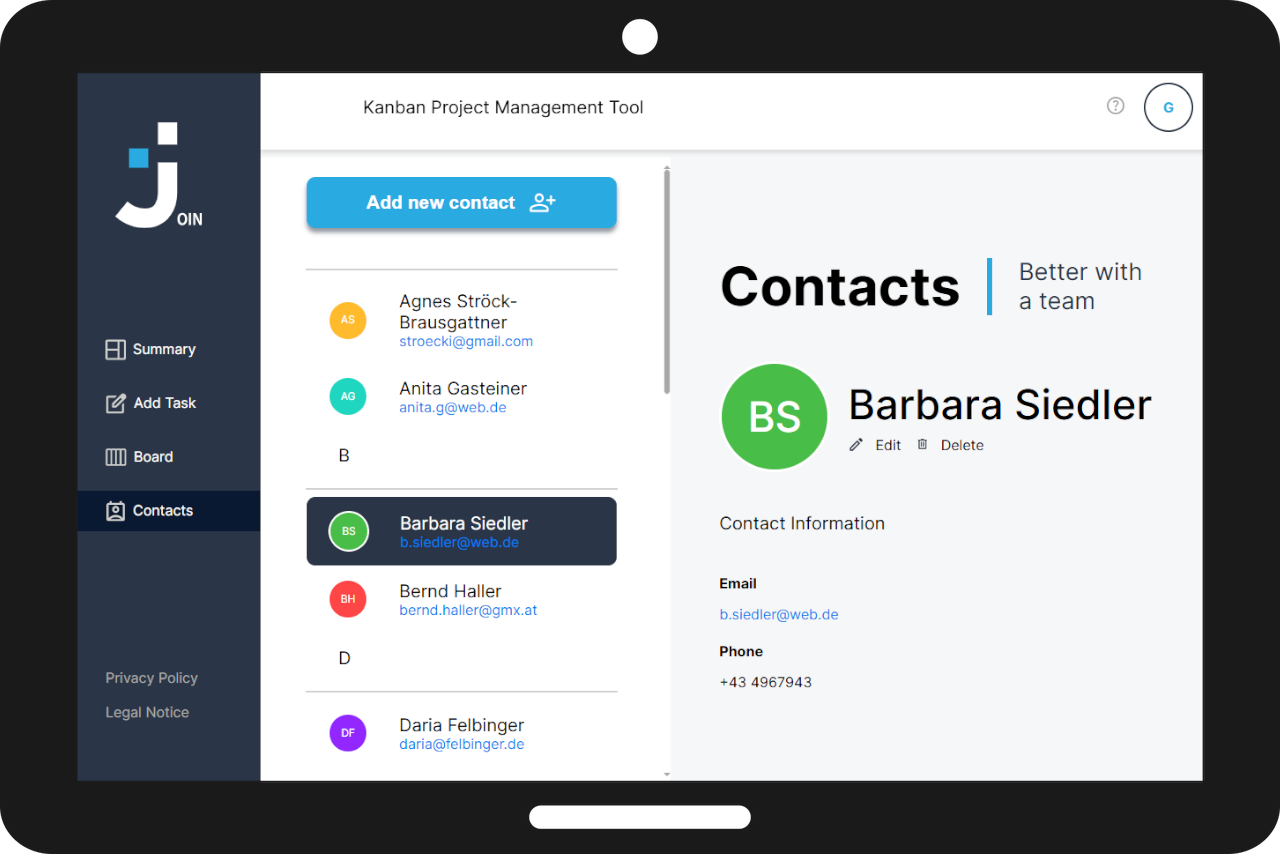 OIN
Summary
Add Task
Board
Contacts
Privacy Policy
Legal Notice
Kanban Project Management Tool
?
G
Add new contact
AS
Agnes Ströck-
Brausgattner
stroecki@gmail.com
AG
Anita Gasteiner
anita.g@web.de
B
BS
Barbara Siedler
b.siedler@web.de
BH
Bernd Haller
bernd.haller@gmx.at
D
DF
Daria Felbinger
daria@felbinger.de
Contacts
Better with
a team
BS
Barbara Siedler
Edit
Delete
Contact Information
Email
b.siedler@web.de
Phone
+43 4967943